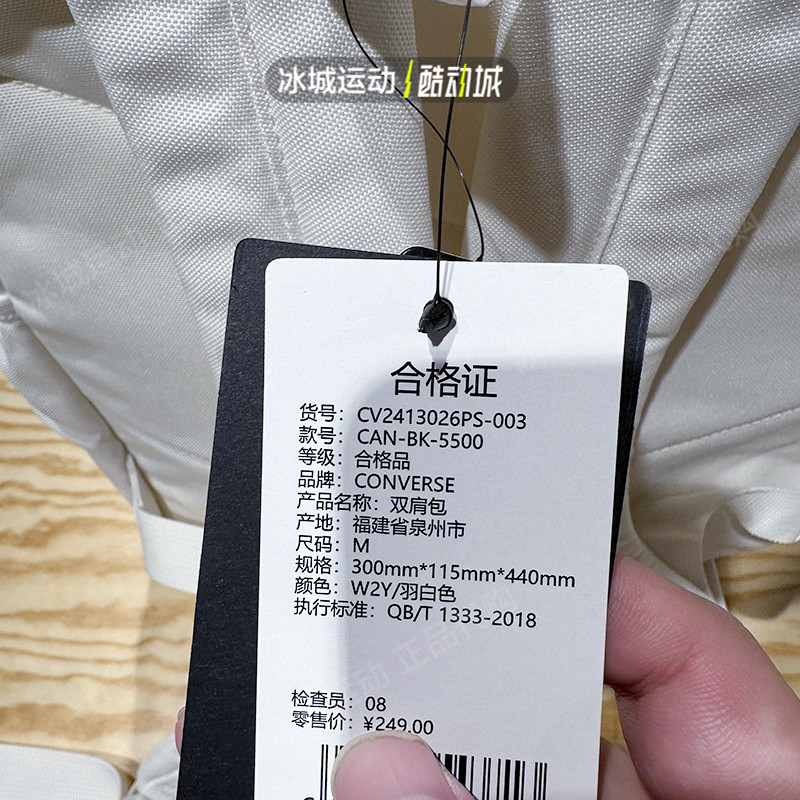 冰城运动 酷动城
合格证
货号：CV2413026PS-003
款号：CAN-BK-5500
等级：合格品
品牌：CONVERSE
产品名称：双肩包
产地：福建省泉州市
尺码：M
规格：300mm*115mm*440mm
颜色：W2Y/羽白色
执行标准：QB/T 1333-2018
检查员：08
零售价：¥249.00